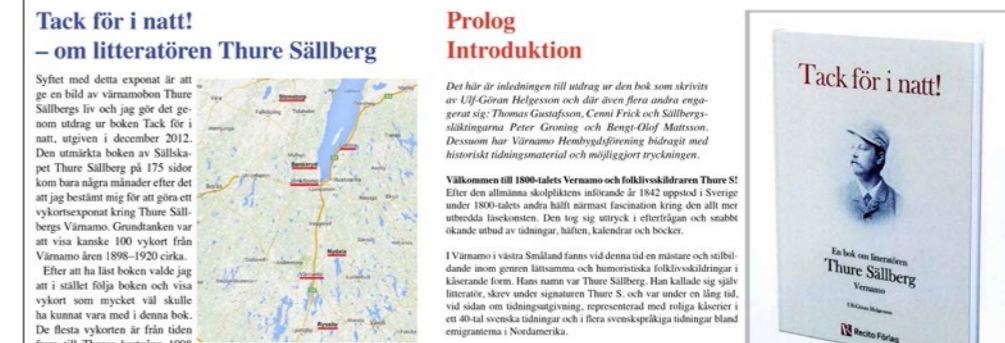 Tack för i natt!
– om litteratören Thure Sällberg
Syftet med detta exponat är att
ge en bild av värnamobon Thure
Sällbergs liv och jag gör det ge-
nom utdrag ur boken Tack för i
natt, utgiven i december 2012.
Den utmärkta boken av Sällska-
pet Thure Sällberg på 175 sidor
kom bara några månader efter det
att jag bestämt mig för att göra ett
vykortsexponat kring Thure Säll-
bergs Värnamo. Grundtanken var
att visa kanske 100 vykort från
Värnamo åren 1898–1920 cirka.
Efter att ha läst boken valde jag
att i stället följa boken och visa
vykort som mycket väl skulle
ha kunnat vara med i denna bok.
De flesta vykorten är från tiden
Prolog
Introduktion
Det här är inledningen till utdrag ur den bok som skrivits
av Ulf-Göran Helgesson och där även flera andra enga-
gerat sig: Thomas Gustafsson, Cenni Frick och Sällbergs-
släktingarna Peter Groning och Bengt-Olof Mattsson.
Dessuom har Värnamo Hembygdsförening bidragit med
historiskt tidningsmaterial och möjliggjort tryckningen.
Välkommen till 1800-talets Vernamo och folklivsskildraren Thure S!
Efter den allmänna skolpliktens införande år 1842 uppstod i Sverige
under 1800-talets andra hälft närmast fascination kring den allt mer
utbredda läsekonsten. Den tog sig uttryck i efterfrågan och snabbt
ökande utbud av tidningar, häften, kalendrar och böcker.
I Värnamo i västra Småland fanns vid denna tid en mästare och stilbil-
dande inom genren lättsamma och humoristiska folklivsskildringar i
kåserande form. Hans namn var Thure Sällberg. Han kallade sig själv
litteratör, skrev under signaturen Thure S. och var under en lång tid,
vid sidan om tidningsutgivning, representerad med roliga kåserier i
ett 40-tal svenska tidningar och i flera svenskspråkiga tidningar bland
emigranterna i Nordamerika.
Tack för i natt!
En bok om litteratören
Thure Sällberg
Vernamo
Ulf-Göran Helgesson
Recito Förlag